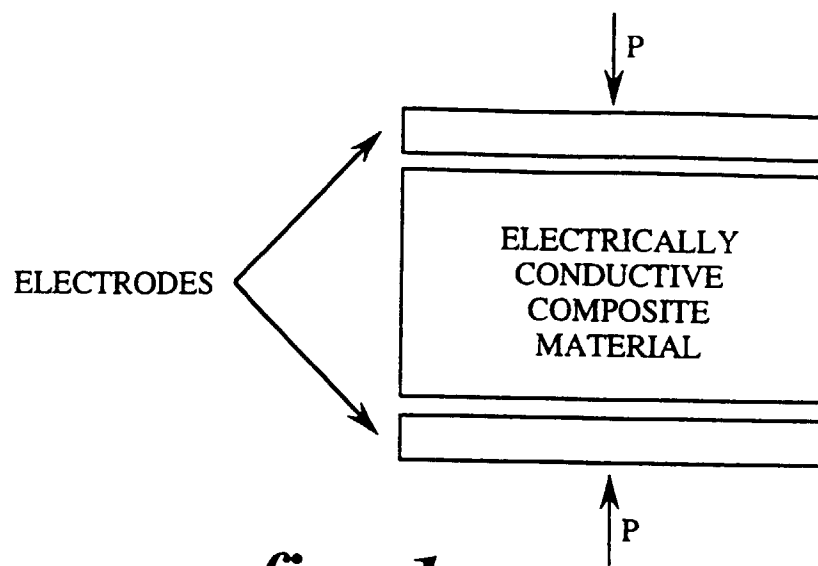 P
ELECTRICALLY
CONDUCTIVE
COMPOSITE
MATERIAL
ELECTRODES
P